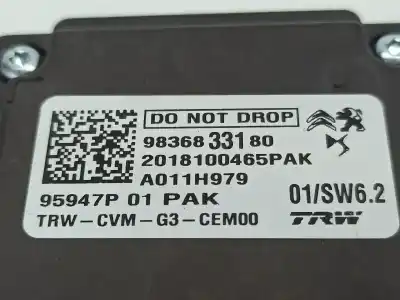 DO NOT DROP
98368 331 80
2018100465PAK
A011H979
95947P 01 PAK 01/SW6.2
TRW-CVM-G3-CEM00 TRW